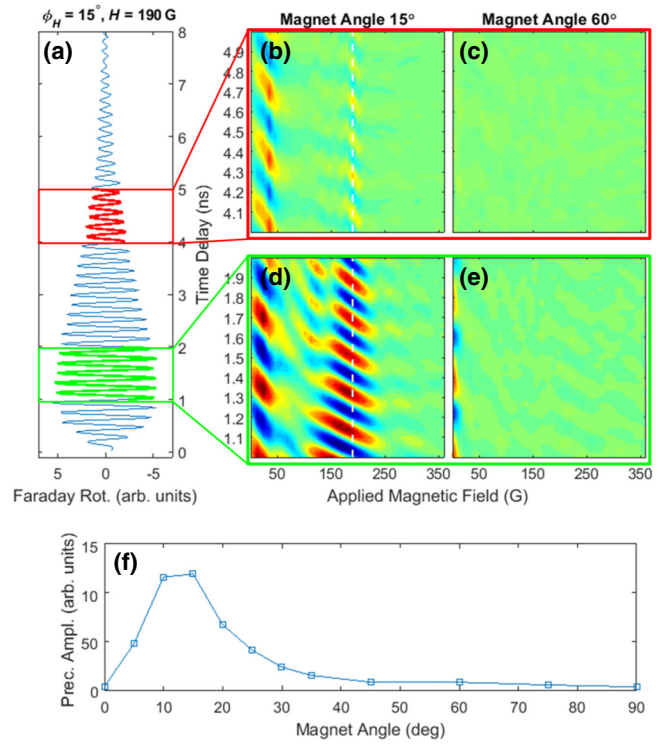 ϕ_H = 15°, H = 190 G
Magnet Angle 15° Magnet Angle 60°
(a)
(b)
(c)
8
7
6
5
4
3
2
1
0
Time Delay (ns)
4.9
4.8
4.7
4.6
4.5
4.4
4.3
4.2
4.1
(d)
(e)
1.9
1.8
1.7
1.6
1.5
1.4
1.3
1.2
1.1
5 0 -5
50 150 250 350 50 150 250 350
Faraday Rot. (arb. units) Applied Magnetic Field (G)
(f)
Prec. Ampl. (arb. units)
15
10
5
0
0 10 20 30 40 50 60 70 80 90
Magnet Angle (deg)